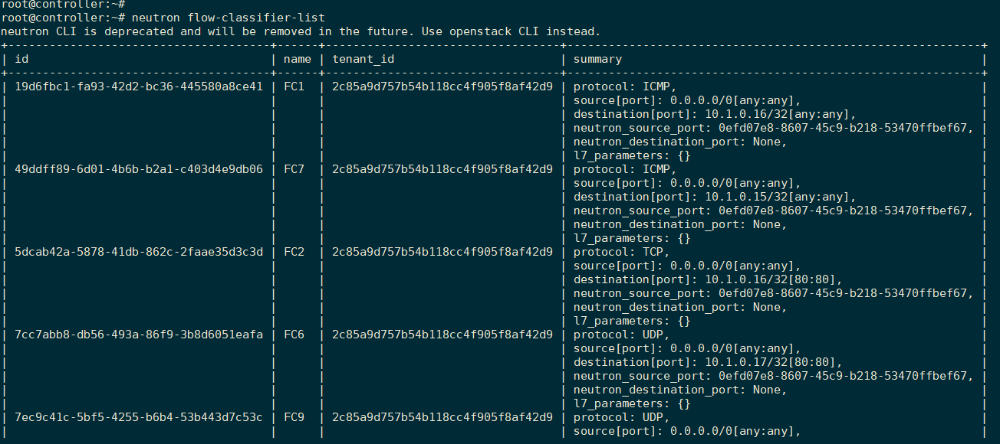 root@controller:~#
root@controller:~# neutron flow-classifier-list
neutron CLI is deprecated and will be removed in the future. Use openstack CLI instead.
+--------------------------------------+------+----------------------------------+------------------------------------------------------------+
| id                                   | name | tenant_id                        | summary                                                    |
+--------------------------------------+------+----------------------------------+------------------------------------------------------------+
| 19d6fbc1-fa93-42d2-bc36-445580a8ce41 | FC1  | 2c85a9d757b54b118cc4f905f8af42d9 | protocol: ICMP,                                            |
|                                      |      |                                  | source[port]: 0.0.0.0/0[any:any],                          |
|                                      |      |                                  | destination[port]: 10.1.0.16/32[any:any],                  |
|                                      |      |                                  | neutron_source_port: 0efd07e8-8607-45c9-b218-53470ffbef67, |
|                                      |      |                                  | neutron_destination_port: None,                            |
|                                      |      |                                  | l7_parameters: {}                                          |
| 49ddff89-6d01-4b6b-b2a1-c403d4e9db06 | FC7  | 2c85a9d757b54b118cc4f905f8af42d9 | protocol: ICMP,                                            |
|                                      |      |                                  | source[port]: 0.0.0.0/0[any:any],                          |
|                                      |      |                                  | destination[port]: 10.1.0.15/32[any:any],                  |
|                                      |      |                                  | neutron_source_port: 0efd07e8-8607-45c9-b218-53470ffbef67, |
|                                      |      |                                  | neutron_destination_port: None,                            |
|                                      |      |                                  | l7_parameters: {}                                          |
| 5dcab42a-5878-41db-862c-2faae35d3c3d | FC2  | 2c85a9d757b54b118cc4f905f8af42d9 | protocol: TCP,                                             |
|                                      |      |                                  | source[port]: 0.0.0.0/0[any:any],                          |
|                                      |      |                                  | destination[port]: 10.1.0.16/32[80:80],                    |
|                                      |      |                                  | neutron_source_port: 0efd07e8-8607-45c9-b218-53470ffbef67, |
|                                      |      |                                  | neutron_destination_port: None,                            |
|                                      |      |                                  | l7_parameters: {}                                          |
| 7cc7abb8-db56-493a-86f9-3b8d6051eafa | FC6  | 2c85a9d757b54b118cc4f905f8af42d9 | protocol: UDP,                                             |
|                                      |      |                                  | source[port]: 0.0.0.0/0[any:any],                          |
|                                      |      |                                  | destination[port]: 10.1.0.17/32[80:80],                    |
|                                      |      |                                  | neutron_source_port: 0efd07e8-8607-45c9-b218-53470ffbef67, |
|                                      |      |                                  | neutron_destination_port: None,                            |
|                                      |      |                                  | l7_parameters: {}                                          |
| 7ec9c41c-5bf5-4255-b6b4-53b443d7c53c | FC9  | 2c85a9d757b54b118cc4f905f8af42d9 | protocol: UDP,                                             |
|                                      |      |                                  | source[port]: 0.0.0.0/0[any:any],                          |